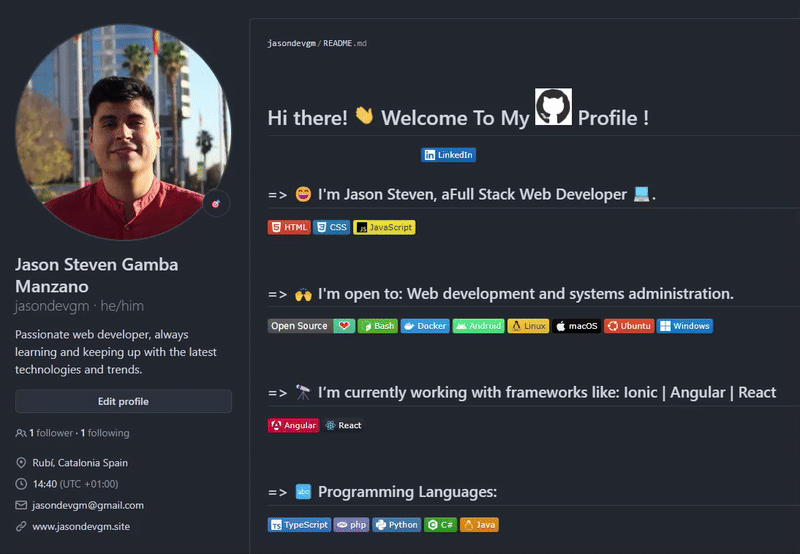 jasondevgm/README.md
Hi there! 👋 Welcome To My Profile !
LinkedIn
=> 😄 I'm Jason Steven, aFull Stack Web Developer 💻.
HTML CSS JavaScript
=> 🙌 I'm open to: Web development and systems administration.
Open Source ❤ Bash Docker Android Linux macOS Ubuntu Windows
=> 🔭 I’m currently working with frameworks like: Ionic | Angular | React
Angular React
=> 🔤 Programming Languages:
TypeScript php Python C# Java
Jason Steven Gamba
Manzano
jasondevgm · he/him
Passionate web developer, always
learning and keeping up with the latest
technologies and trends.
Edit profile
1 follower · 1 following
Rubí, Catalonia Spain
14:40 (UTC +01:00)
jasondevgm@gmail.com
www.jasondevgm.site